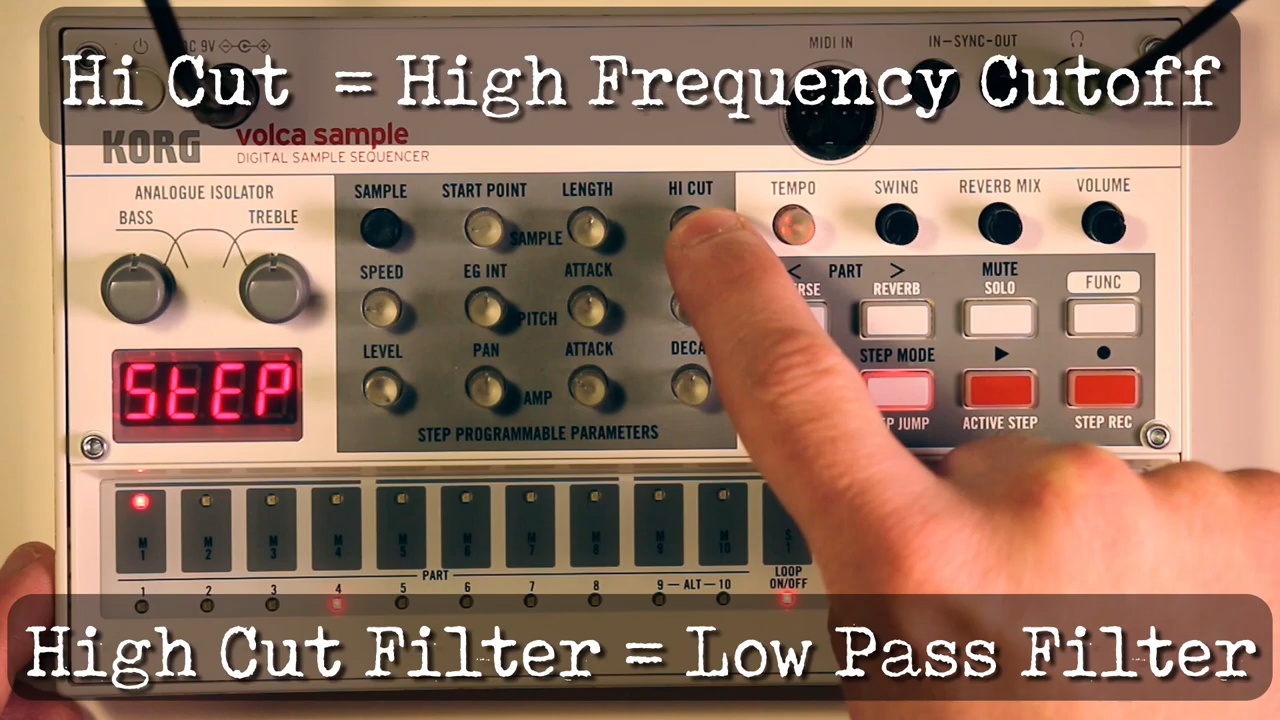 Hi Cut = High Frequency Cutoff
DC 9V
MIDI IN
IN-SYNC-OUT
KORG
volca sample
DIGITAL SAMPLE SEQUENCER
ANALOGUE ISOLATOR
BASS
TREBLE
SAMPLE
START POINT
LENGTH
HI CUT
SAMPLE
SPEED
EG INT
ATTACK
PITCH
LEVEL
PAN
ATTACK
AMP
STEP PROGRAMMABLE PARAMETERS
TEMPO
SWING
REVERB MIX
VOLUME
< PART >
MUTE
REVERB
SOLO
FUNC
STEP MODE
JUMP
ACTIVE STEP
STEP REC
StEP
M 1
M 2
M 3
M 4
M 5
M 6
M 7
M 8
M 9
M 10
S 1
PART
LOOP
ON/OFF
1 2 3 4 5 6 7 8 9 — ALT — 10
High Cut Filter = Low Pass Filter